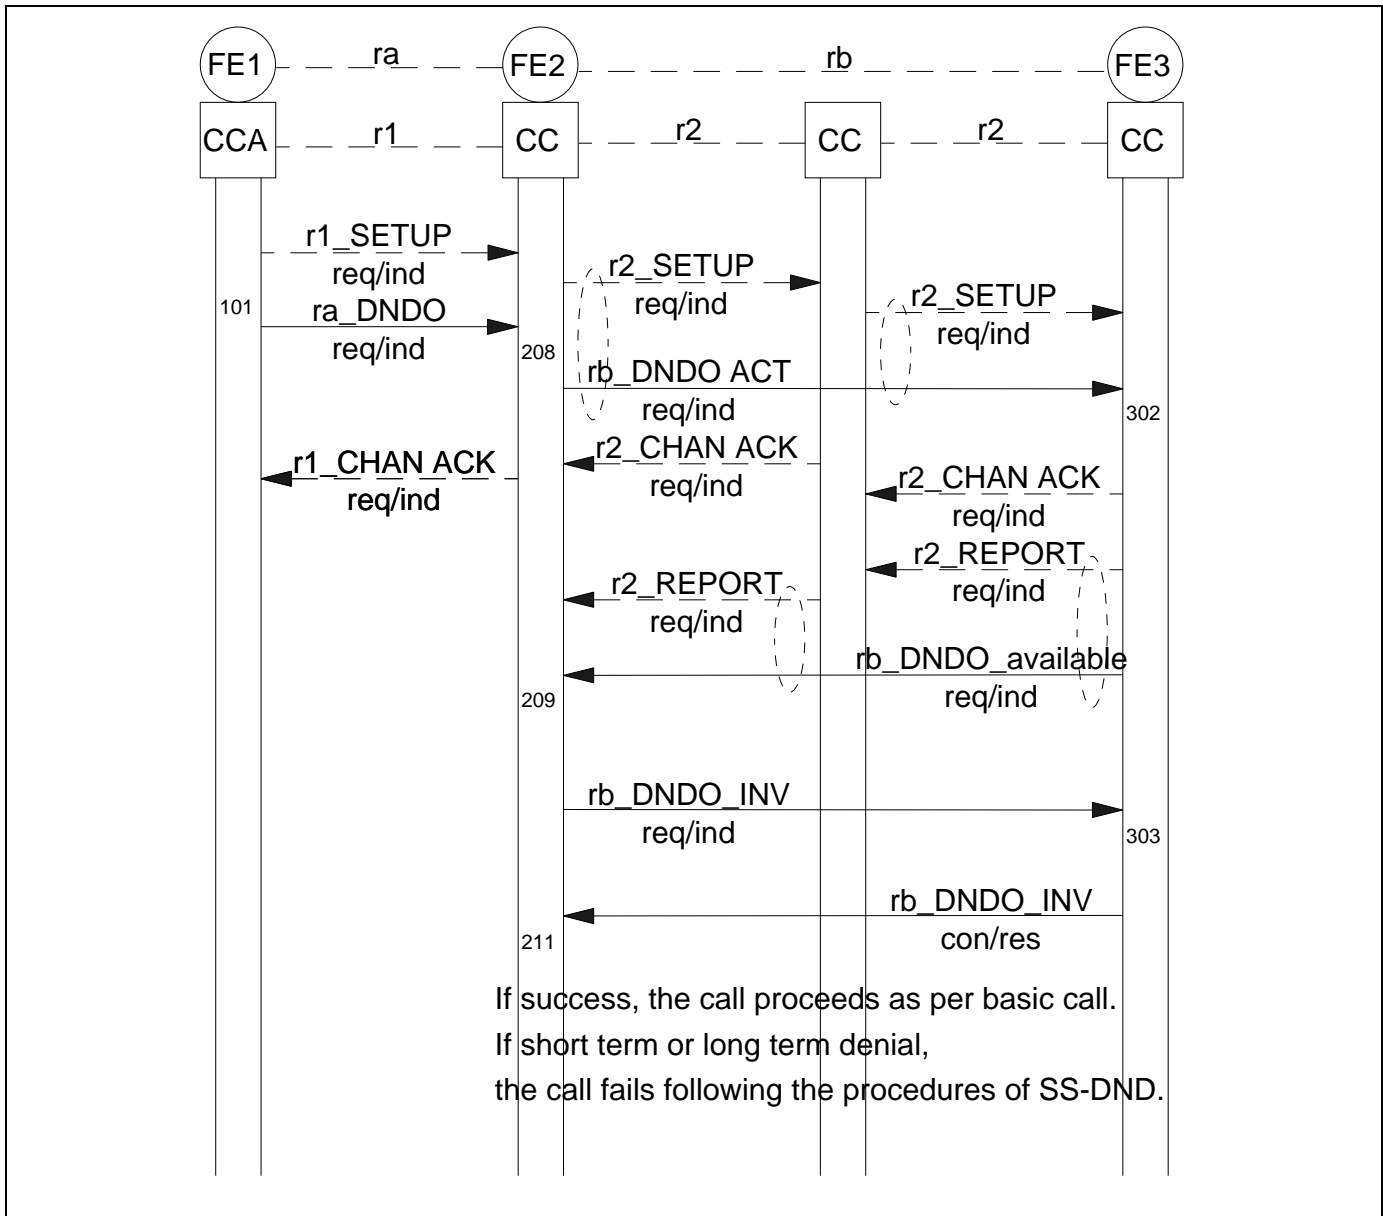 FE1 ra FE2 rb FE3
CCA r1 CC r2 CC r2 CC
r1_SETUP
req/ind
r2_SETUP
req/ind
r2_SETUP
req/ind
101
ra_DNDO
req/ind
208
rb_DNDO ACT
req/ind
302
r2_CHAN ACK
req/ind
r1_CHAN ACK
req/ind
r2_CHAN ACK
req/ind
r2_REPORT
req/ind
r2_REPORT
req/ind
rb_DNDO_available
req/ind
209
rb_DNDO_INV
req/ind
303
rb_DNDO_INV
con/res
211
If success, the call proceeds as per basic call.
If short term or long term denial,
the call fails following the procedures of SS-DND.